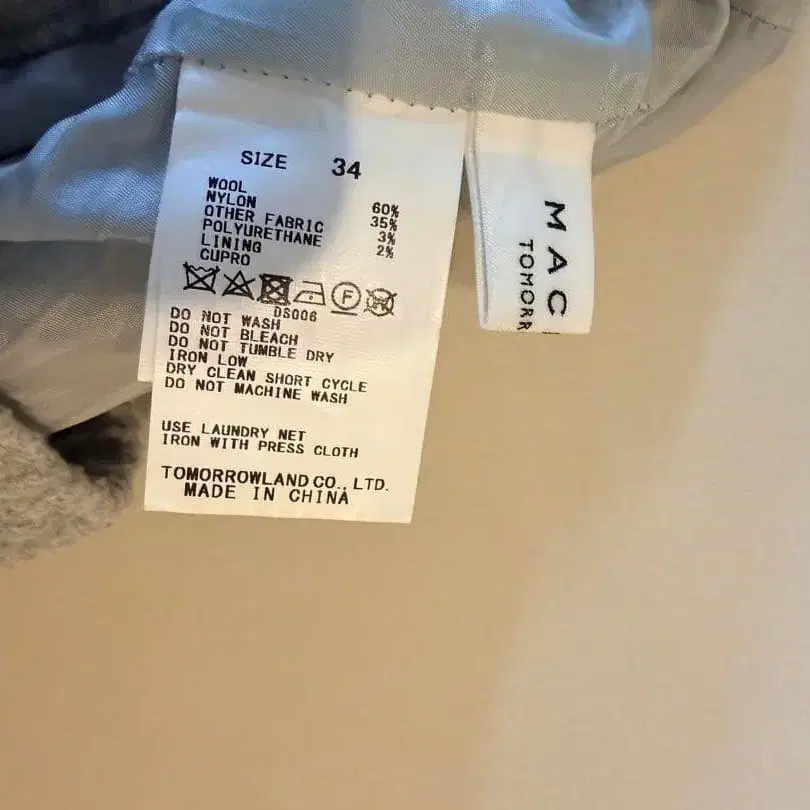 SIZE 34
WOOL 60%
NYLON 35%
OTHER FABRIC 3%
POLYURETHANE 2%
LINING
CUPRO
F W
DS006
DO NOT WASH
DO NOT BLEACH
DO NOT TUMBLE DRY
IRON LOW
DRY CLEAN SHORT CYCLE
DO NOT MACHINE WASH
USE LAUNDRY NET
IRON WITH PRESS CLOTH
TOMORROWLAND CO., LTD.
MADE IN CHINA
MAC
TOMORR